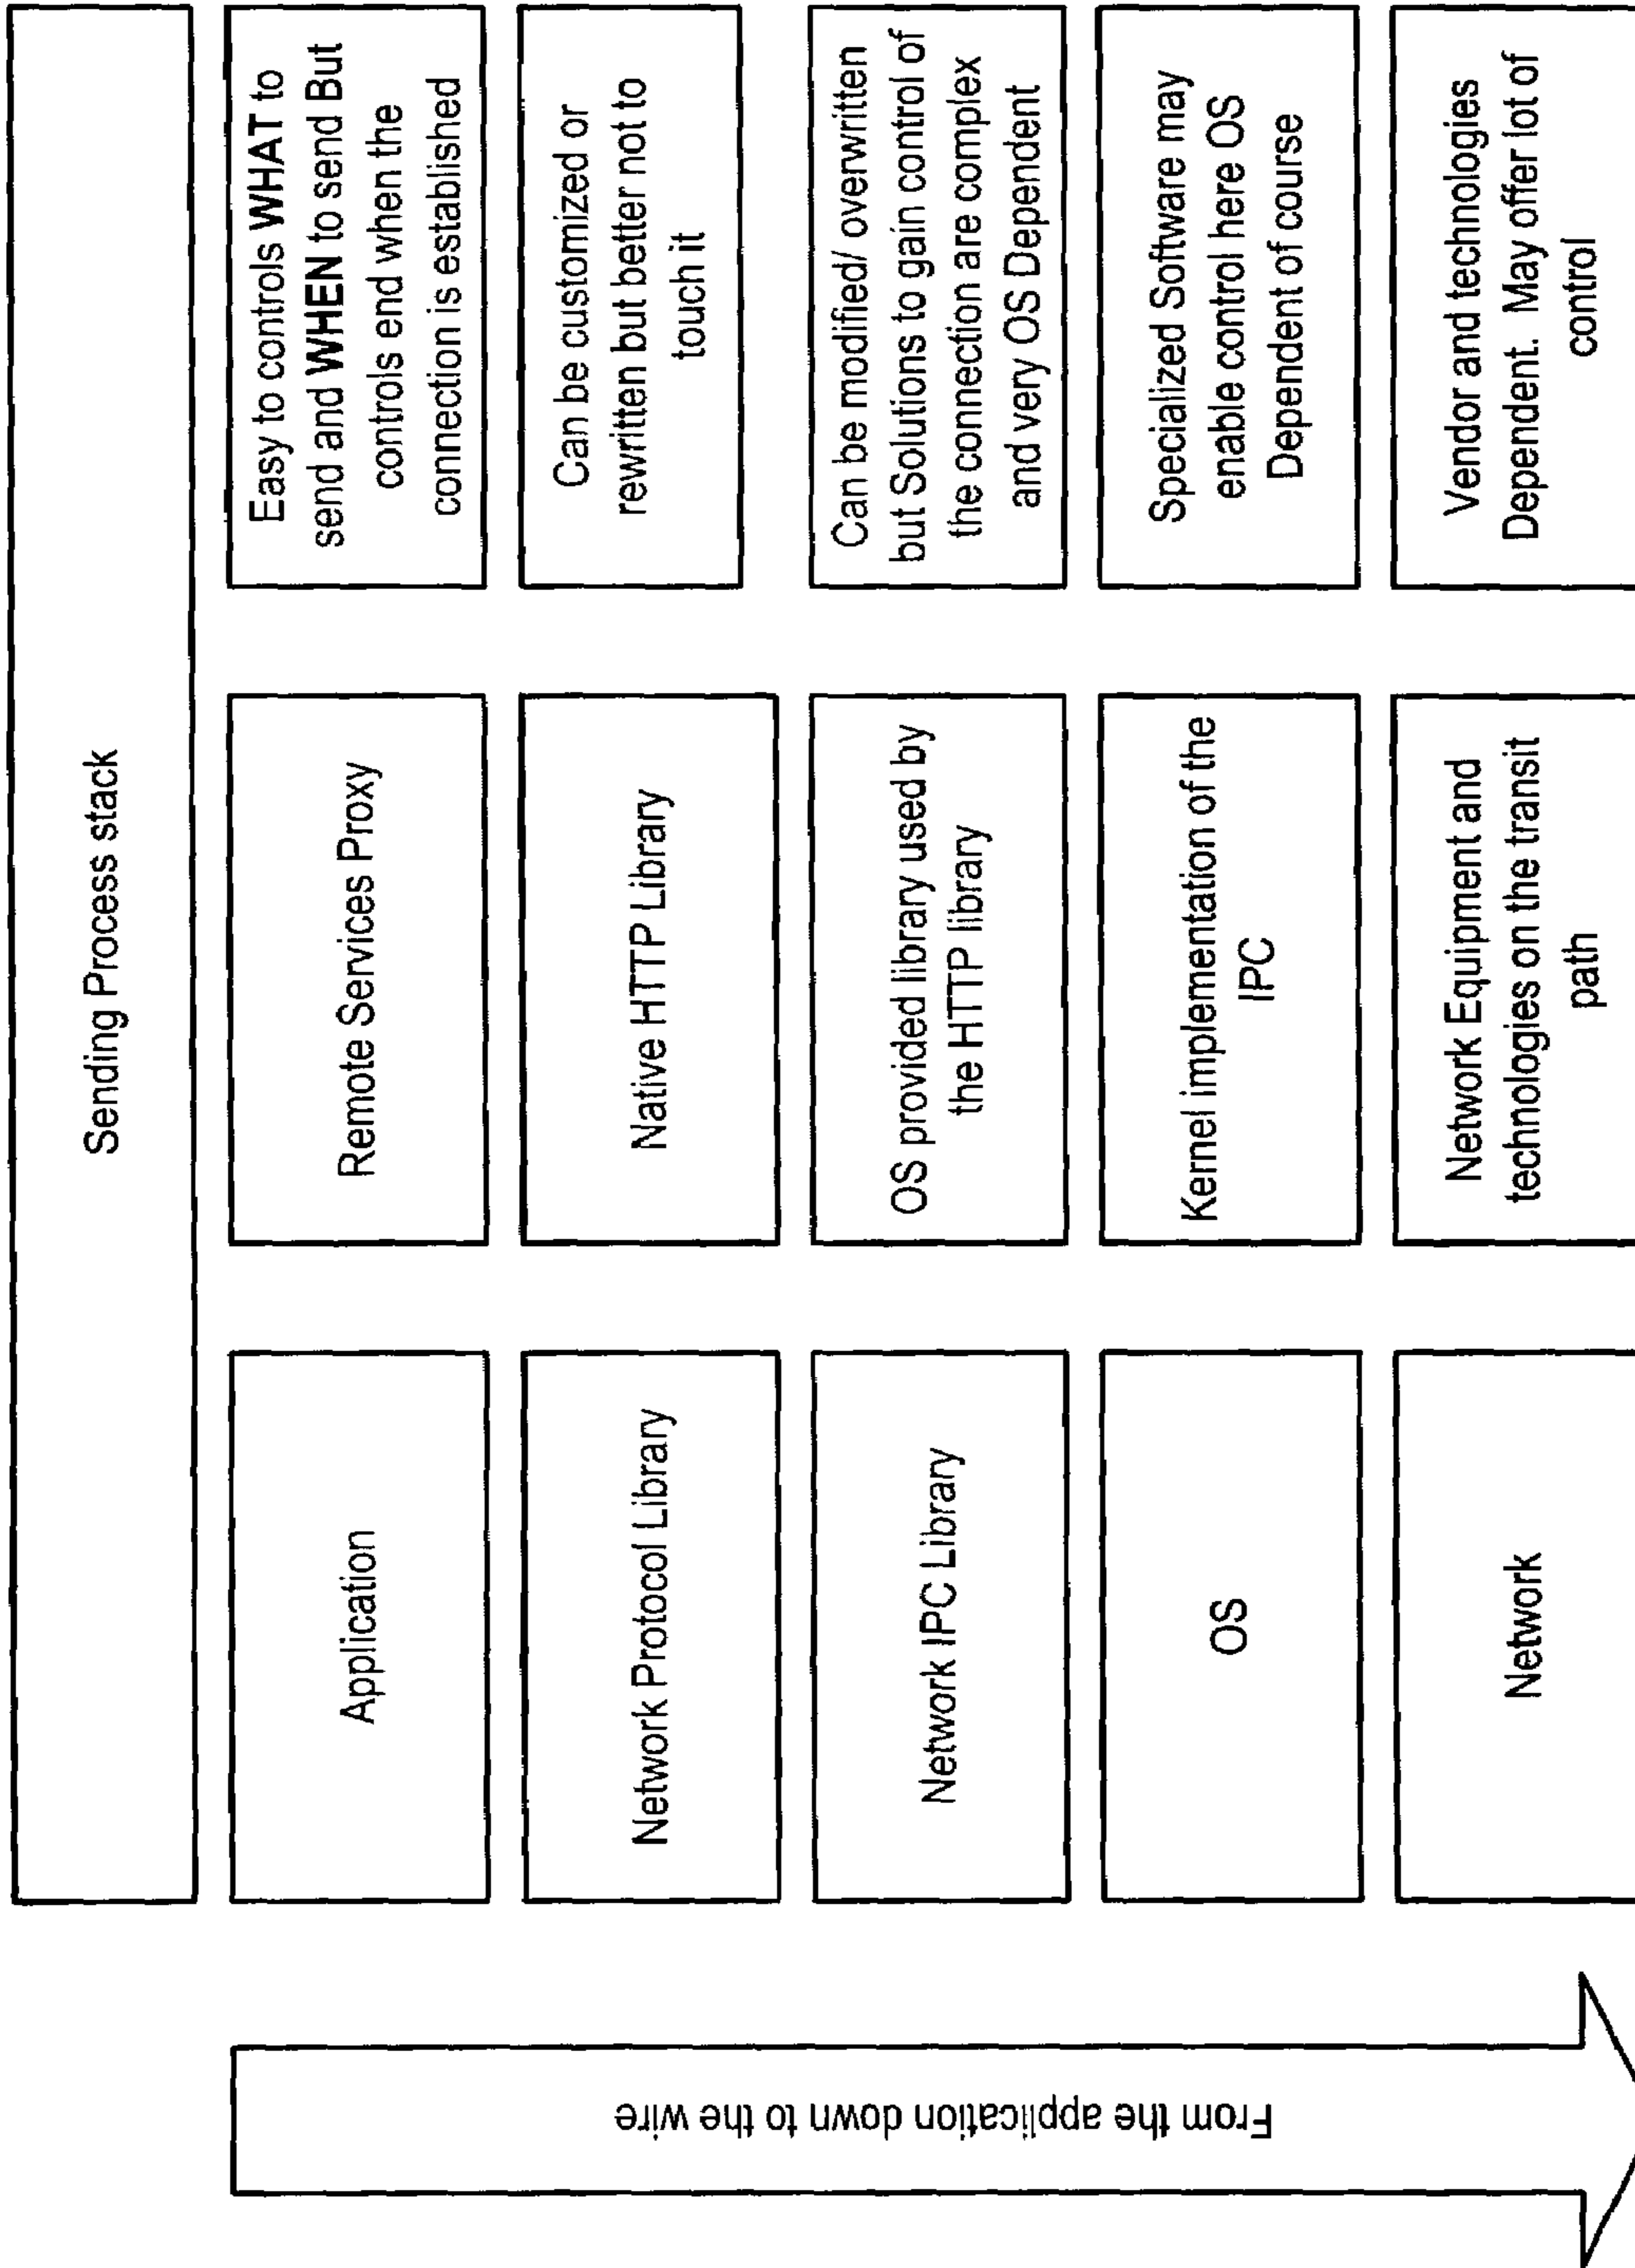 Sending Process stack
From the application down to the wire
Application
Remote Services Proxy
Easy to controls WHAT to
send and WHEN to send But
controls end when the
connection is established
Network Protocol Library
Native HTTP Library
Can be customized or
rewritten but better not to
touch it
Network IPC Library
OS provided library used by
the HTTP library
Can be modified/ overwritten
but Solutions to gain control of
the connection are complex
and very OS Dependent
OS
Kernel implementation of the
IPC
Specialized Software may
enable control here OS
Dependent of course
Network
Network Equipment and
technologies on the transit
path
Vendor and technologies
Dependent. May offer lot of
control